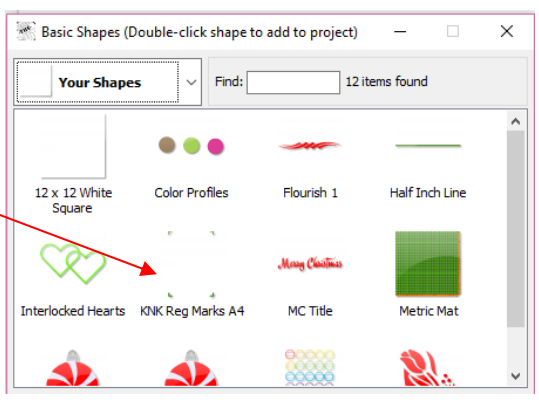 Basic Shapes (Double-click shape to add to project)
Your Shapes
Find:
12 items found
12 x 12 White
Square
Color Profiles
Flourish 1
Half Inch Line
Interlocked Hearts
KNK Reg Marks A4
Merry Christmas
MC Title
Metric Mat